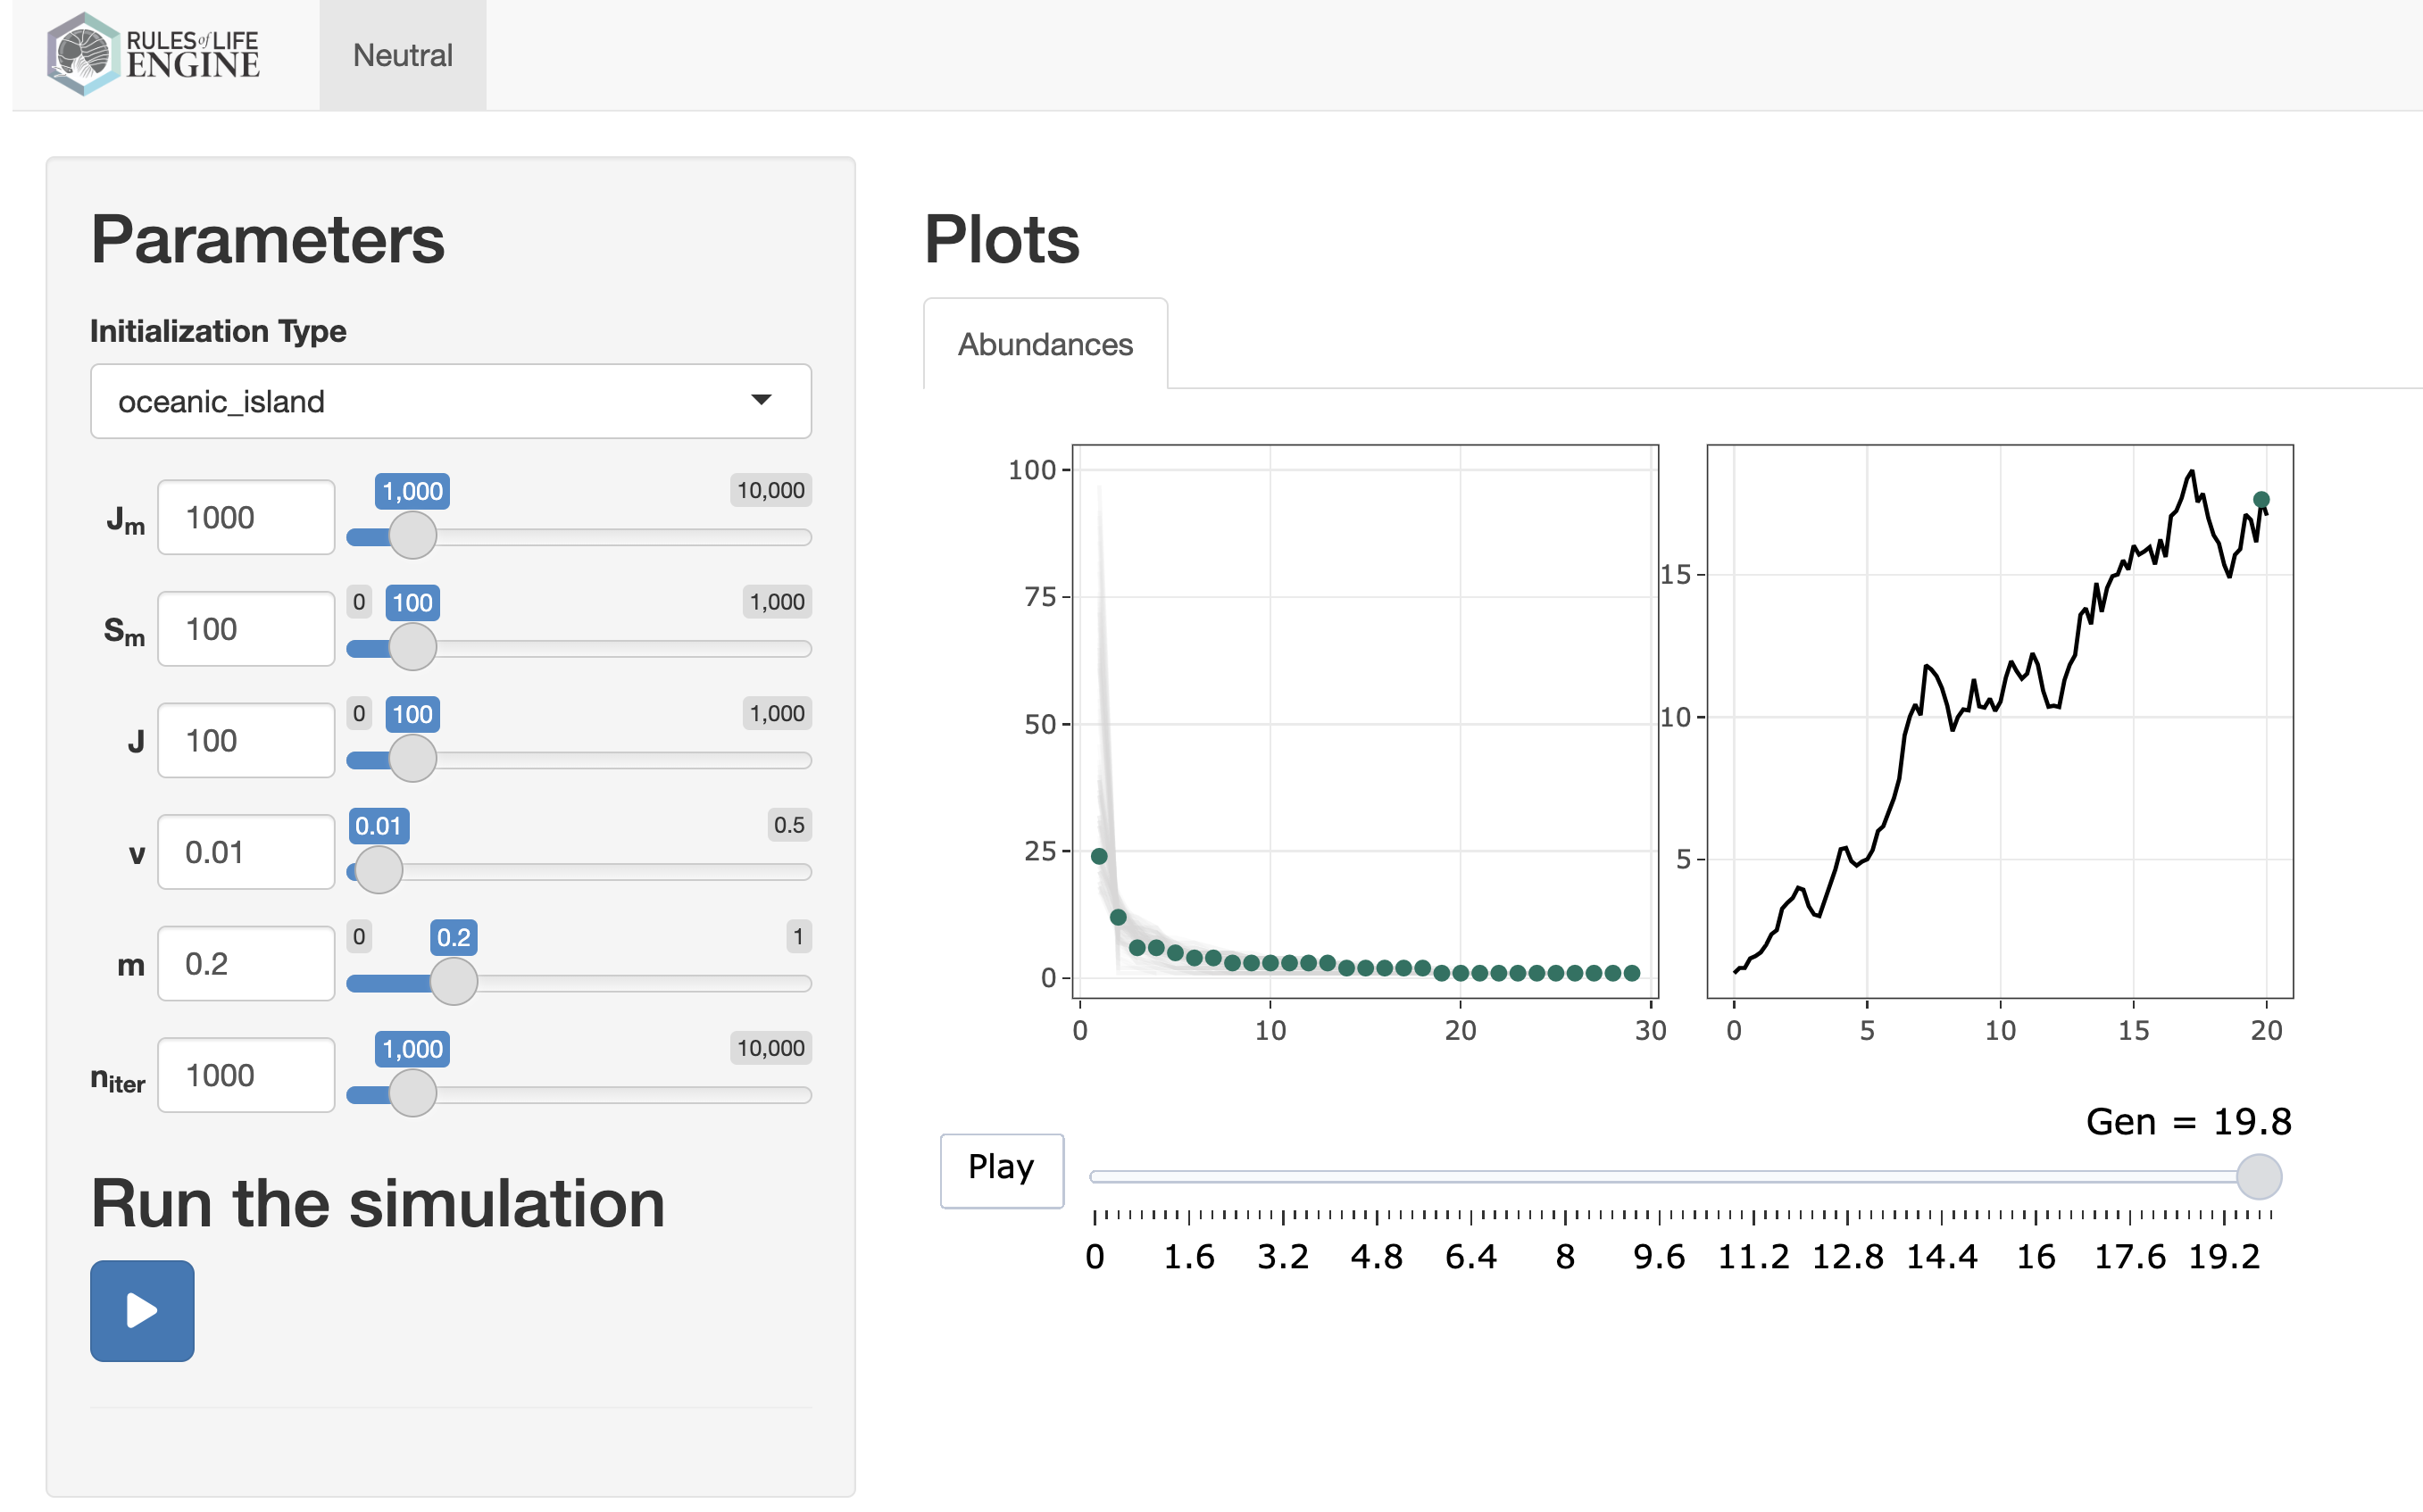 RULES of LIFE
ENGINE
Neutral
Parameters
Initialization Type
oceanic_island
Jm 1000 1,000 10,000
Sm 100 0 100 1,000
J 100 0 100 1,000
v 0.01 0.01 0.5
m 0.2 0 0.2 1
niter 1000 1,000 10,000
Run the simulation
Plots
Abundances
100
75
50
25
0
0 10 20 30
15
10
5
0 5 10 15 20
Gen = 19.8
Play
0 1.6 3.2 4.8 6.4 8 9.6 11.2 12.8 14.4 16 17.6 19.2